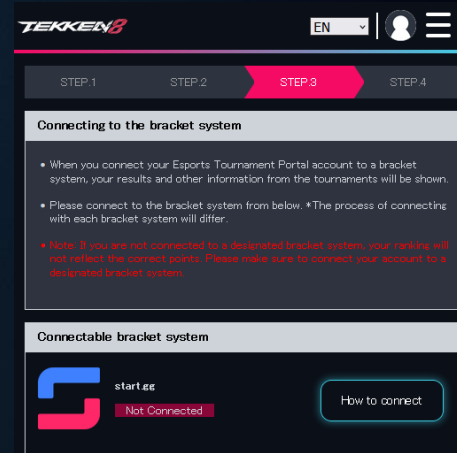 TEKKEN8
EN
STEP.1 STEP.2 STEP.3 STEP.4
Connecting to the bracket system
• When you connect your Esports Tournament Portal account to a bracket
system, your results and other information from the tournaments will be shown.
• Please connect to the bracket system from below. *The process of connecting
with each bracket system will differ.
• Note: If you are not connected to a designated bracket system, your ranking will
not reflect the correct points. Please make sure to connect your account to a
designated bracket system.
Connectable bracket system
start.gg
Not Connected
How to connect